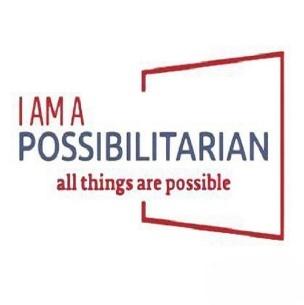 I AM A
POSSIBILITARIAN
all things are possible